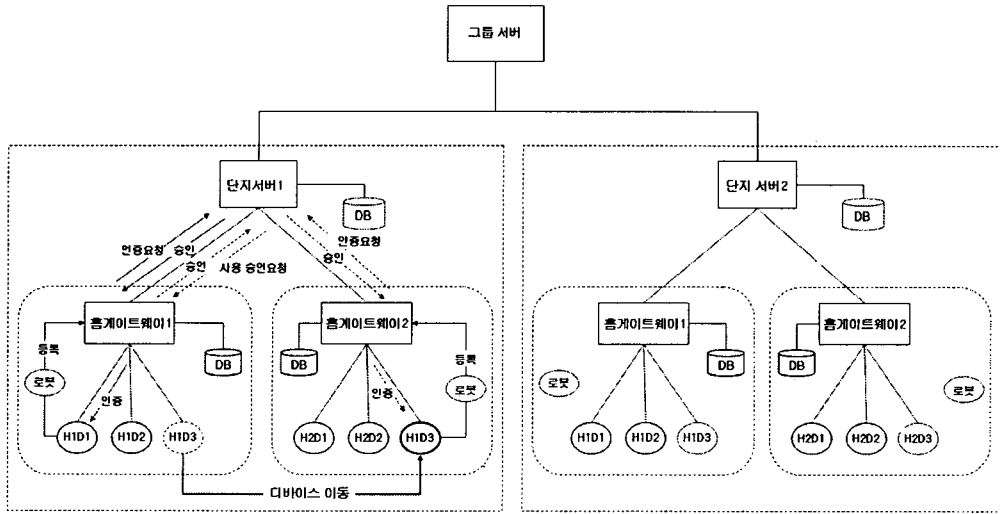 그룹 서버
단지서버1
DB
단지 서버2
DB
인증요청 승인
승인 사용 승인요청
인증요청
승인
홈게이트웨이1
DB
등록
로봇
인증
H1D1 H1D2 H1D3
홈게이트웨이2
DB
등록
로봇
인증
H2D1 H2D2 H1D3
디바이스 이동
홈게이트웨이1
DB
로봇
H1D1 H1D2 H1D3
홈게이트웨이2
DB
로봇
H2D1 H2D2 H2D3